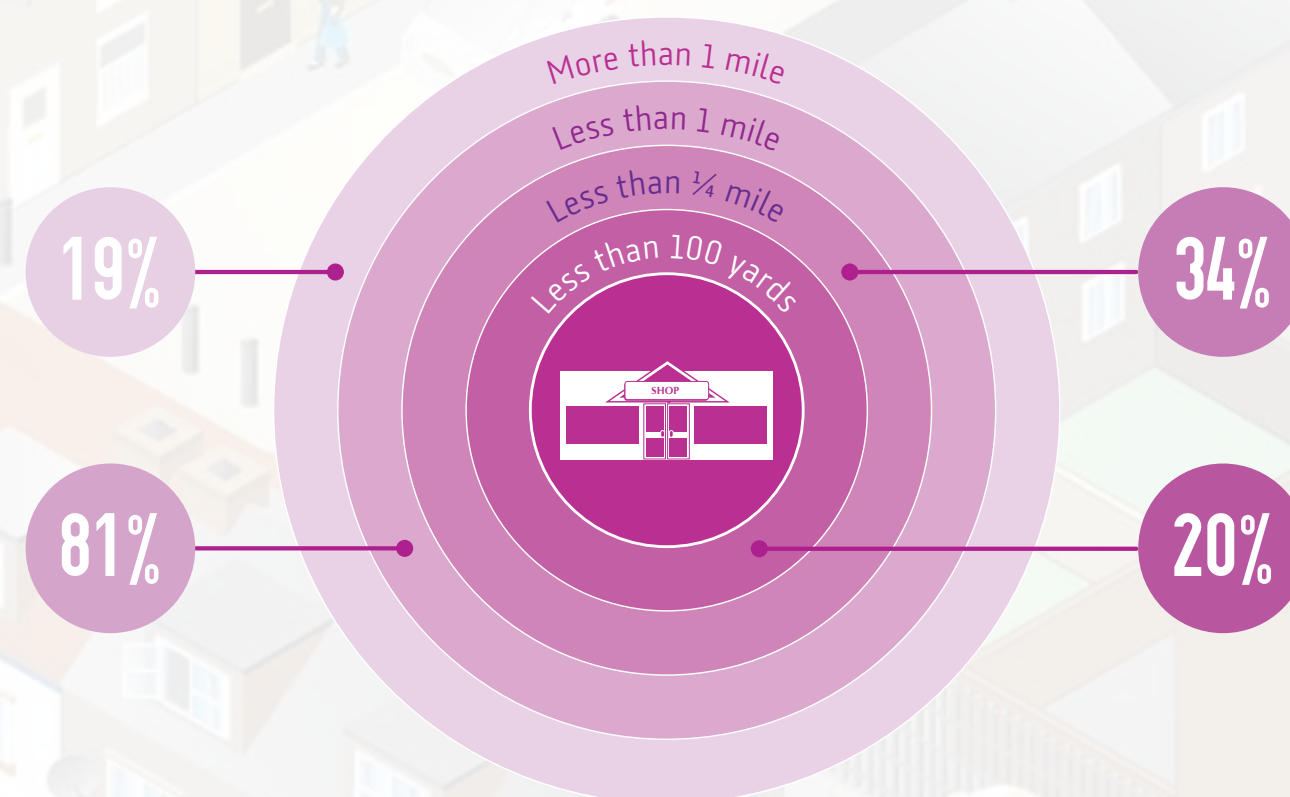 More than 1 mile
Less than 1 mile
Less than ¼ mile
Less than 100 yards
SHOP
19%
34%
81%
20%